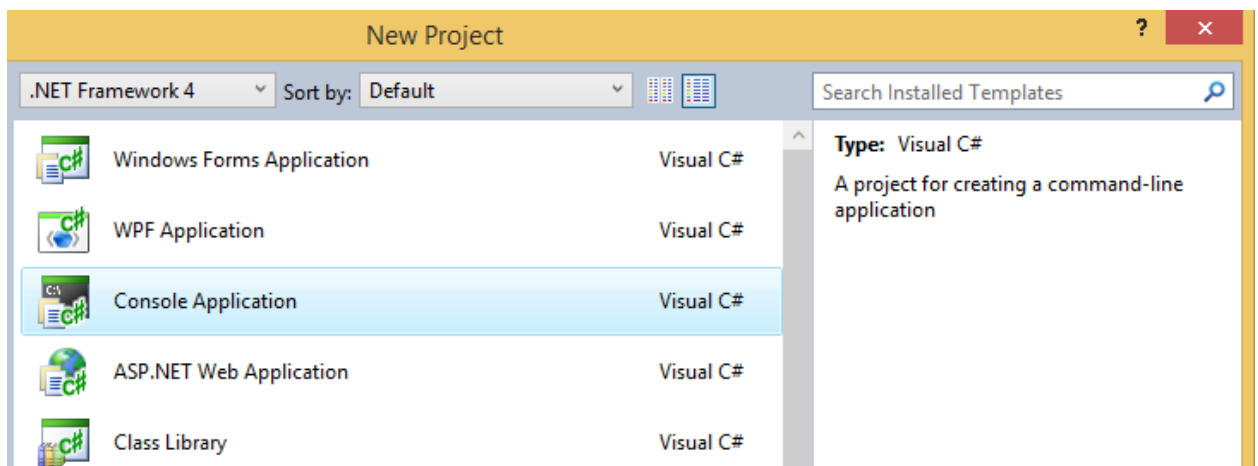 New Project
?
.NET Framework 4
Sort by: Default
Search Installed Templates
Windows Forms Application Visual C#
WPF Application Visual C#
Console Application Visual C#
ASP.NET Web Application Visual C#
Class Library Visual C#
Type: Visual C#
A project for creating a command-line
application